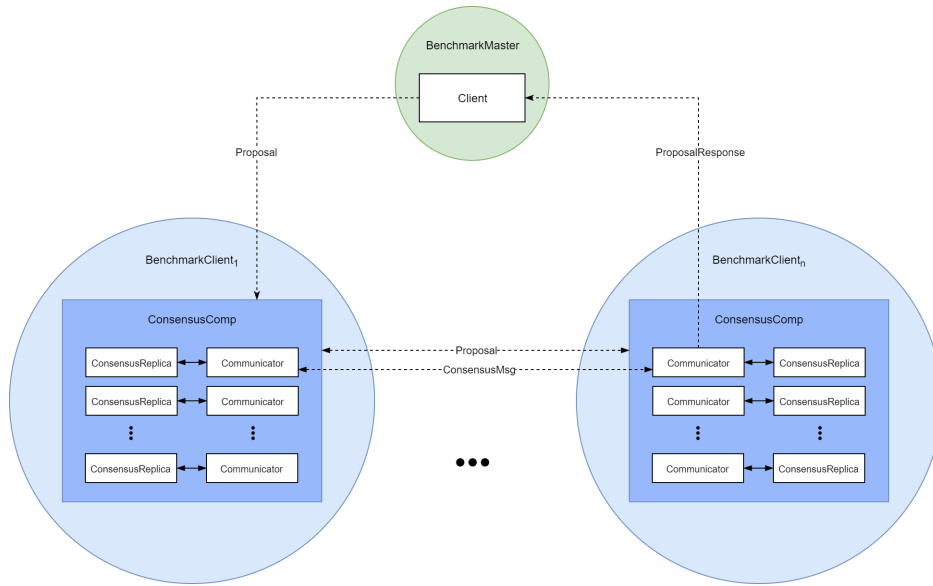 BenchmarkMaster
Client
Proposal
ProposalResponse
BenchmarkClient1
BenchmarkClientn
ConsensusComp
ConsensusComp
ConsensusReplica
Communicator
Proposal
ConsensusMsg
Communicator
ConsensusReplica
ConsensusReplica
Communicator
Communicator
ConsensusReplica
ConsensusReplica
Communicator
Communicator
ConsensusReplica